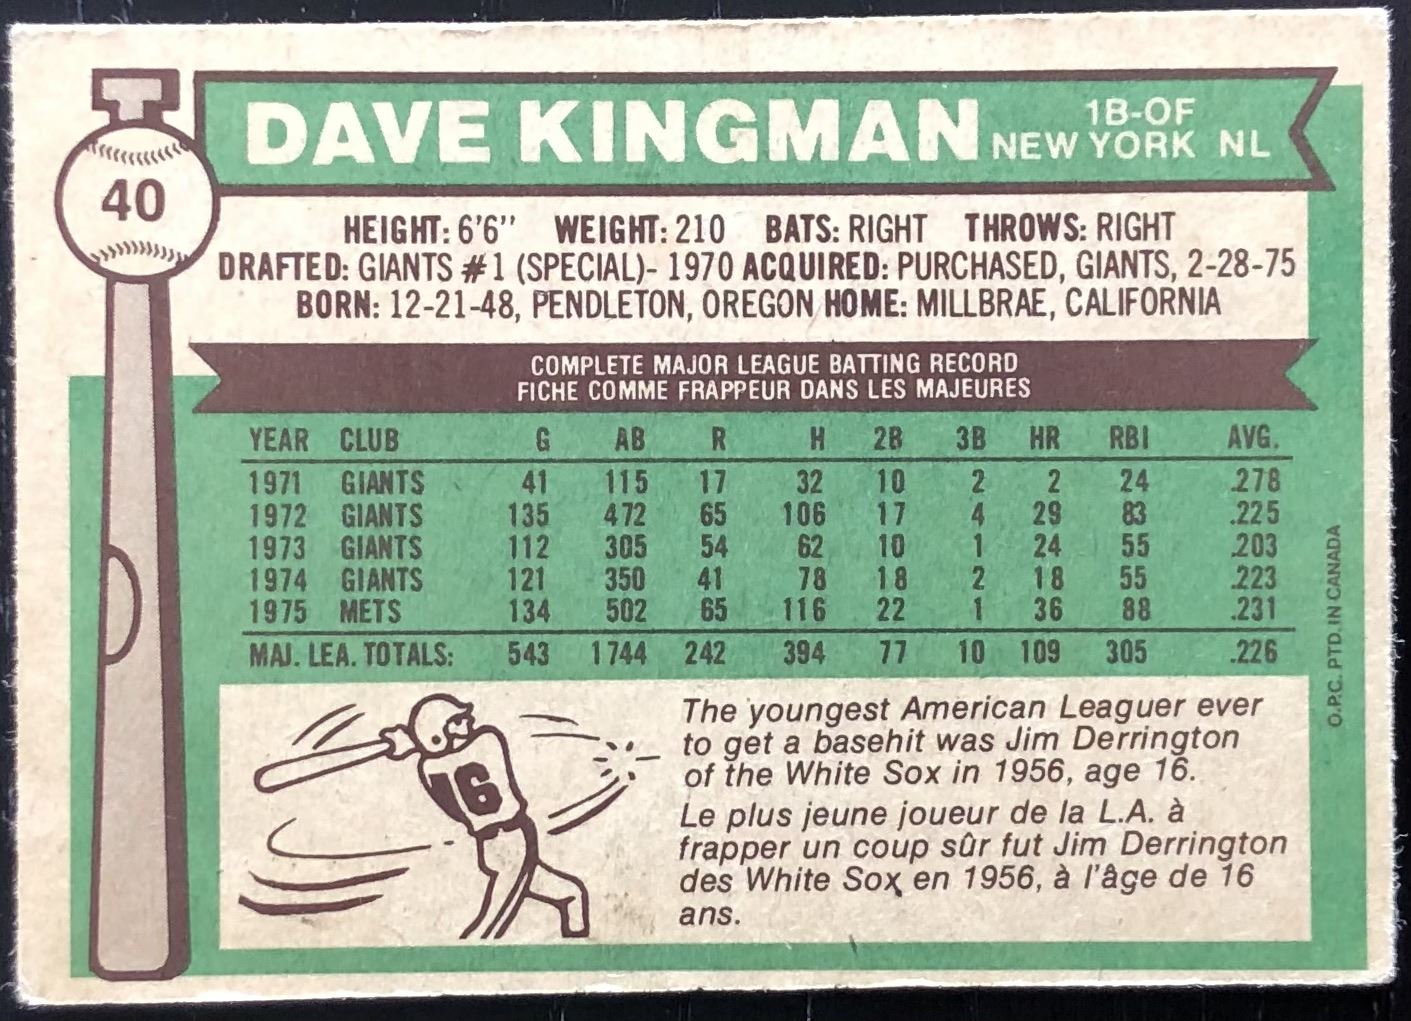 40
DAVE KINGMAN 1B-OF
NEW YORK NL
HEIGHT: 6'6" WEIGHT: 210 BATS: RIGHT THROWS: RIGHT
DRAFTED: GIANTS #1 (SPECIAL)- 1970 ACQUIRED: PURCHASED, GIANTS, 2-28-75
BORN: 12-21-48, PENDLETON, OREGON HOME: MILLBRAE, CALIFORNIA
COMPLETE MAJOR LEAGUE BATTING RECORD
FICHE COMME FRAPPEUR DANS LES MAJEURES
YEAR CLUB G AB R H 2B 3B HR RBI AVG.
1971 GIANTS 41 115 17 32 10 2 2 24 .278
1972 GIANTS 135 472 65 106 17 4 29 83 .225
1973 GIANTS 112 305 54 62 10 1 24 55 .203
1974 GIANTS 121 350 41 78 18 2 18 55 .223
1975 METS 134 502 65 116 22 1 36 88 .231
MAJ. LEA. TOTALS: 543 1744 242 394 77 10 109 305 .226
16
The youngest American Leaguer ever
to get a basehit was Jim Derrington
of the White Sox in 1956, age 16.
Le plus jeune joueur de la L.A. à
frapper un coup sûr fut Jim Derrington
des White Sox en 1956, à l'âge de 16
ans.
O.P.C. PTD. IN CANADA